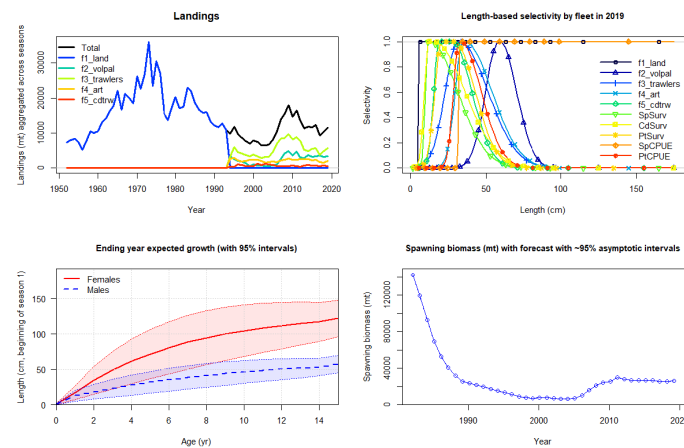 Landings
Landings (mt) aggregated across seasons
30000
20000
10000
0
Total
f1_land
f2_volpal
f3_trawlers
f4_art
f5_cdtrw
1950 1960 1970 1980 1990 2000 2010 2020
Year
Length-based selectivity by fleet in 2019
Selectivity
1.0
0.8
0.6
0.4
0.2
0.0
f1_land
f2_volpal
f3_trawlers
f4_art
f5_cdtrw
SpSurv
CdSurv
PtSurv
SpCPUE
PtCPUE
0 50 100 150
Length (cm)
Ending year expected growth (with 95% intervals)
Length (cm, beginning of season 1)
150
100
50
0
Females
Males
0 2 4 6 8 10 12 14
Age (yr)
Spawning biomass (mt) with forecast with ~95% asymptotic intervals
Spawning biomass (mt)
120000
80000
40000
0
1990 2000 2010
Year